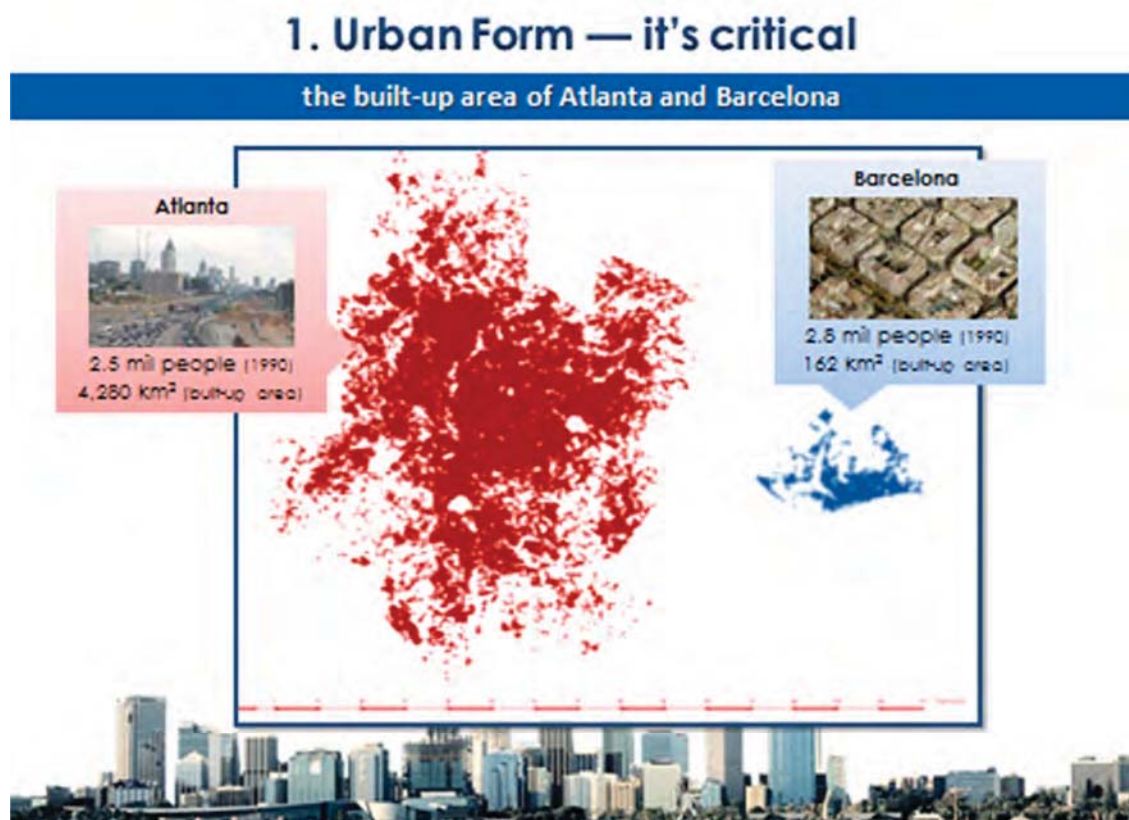 1. Urban Form — it's critical
the built-up area of Atlanta and Barcelona
Atlanta
2.5 mil people (1990)
4,280 km² (built-up area)
Barcelona
2.8 mil people (1990)
162 km² (built-up area)